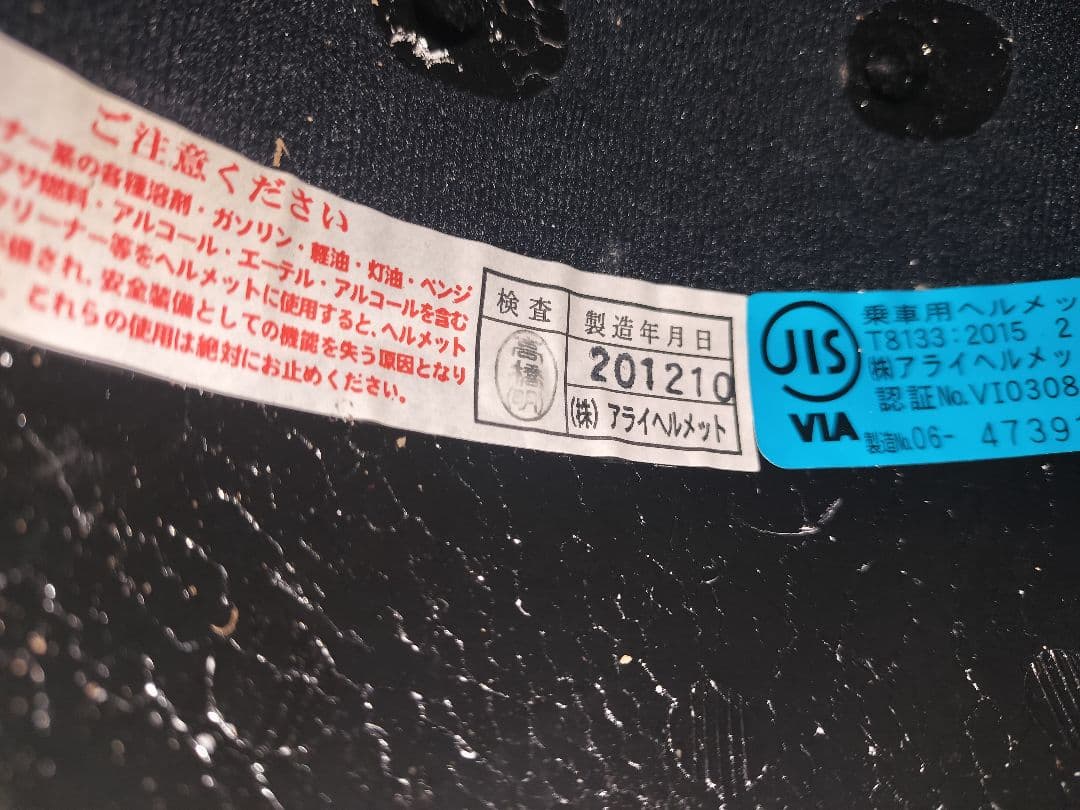 ご注意ください
ナー系の各種溶剤・ガソリン・軽油・灯油・ベンジ
燃料・アルコール・エーテル・アルコールを含む
クリーナー等をヘルメットに使用すると、ヘルメット
され、安全装備としての機能を失う原因となり
これらの使用は絶対にお止めください。
検査
製造年月日
高橋(明)
201210
(株) アライヘルメット
JIS
VIA
乗車用ヘルメッ
T8133:2015 2
(株)アライヘルメッ
認証No.VI0308
製造No.06- 4739